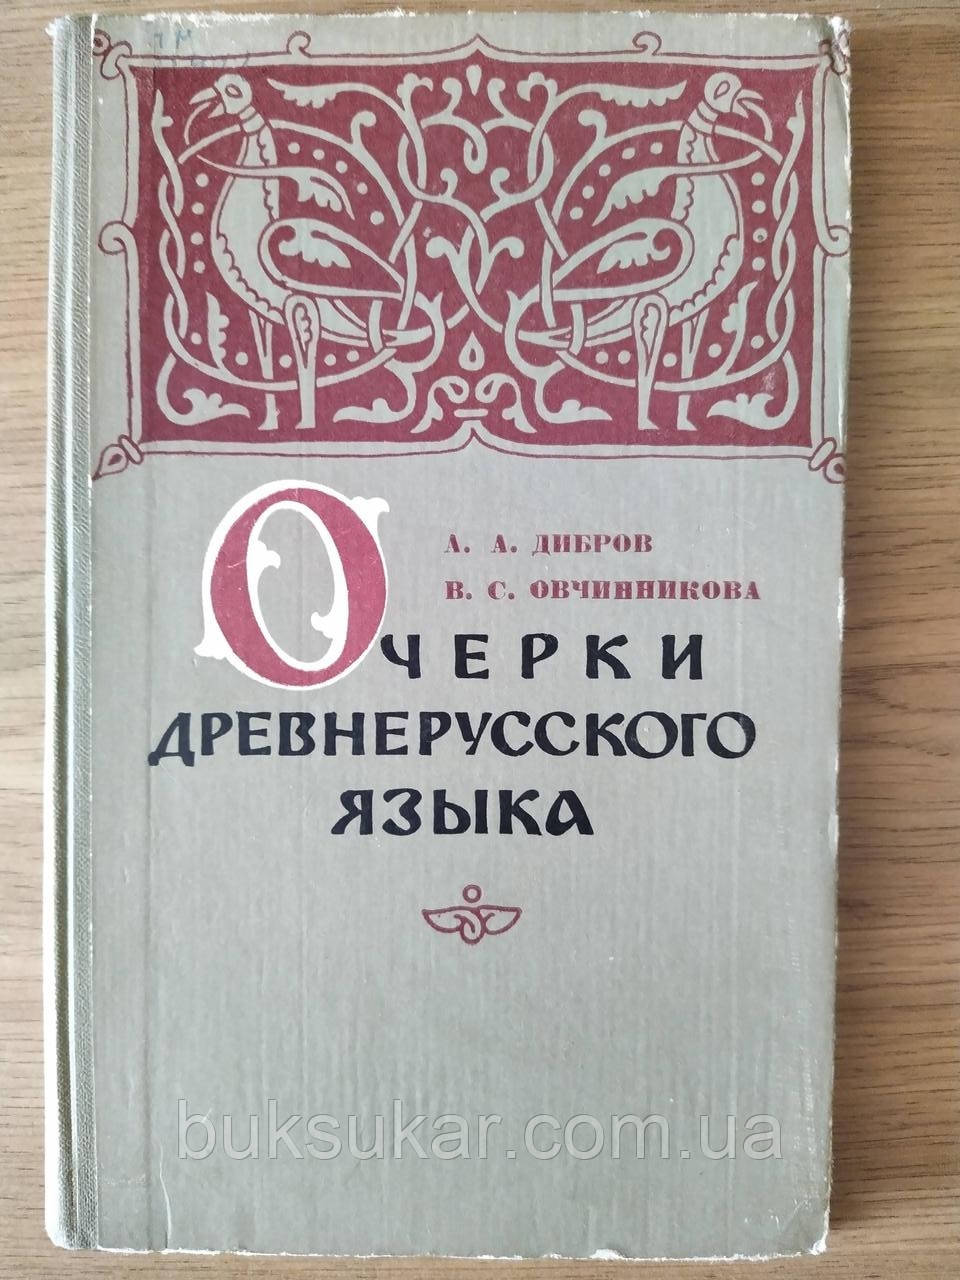 А. А. ДИБРОВ
В. С. ОВЧИННИКОВА
ОЧЕРКИ
ДРЕВНЕРУССКОГО
ЯЗЫКА
buksukar.com.ua